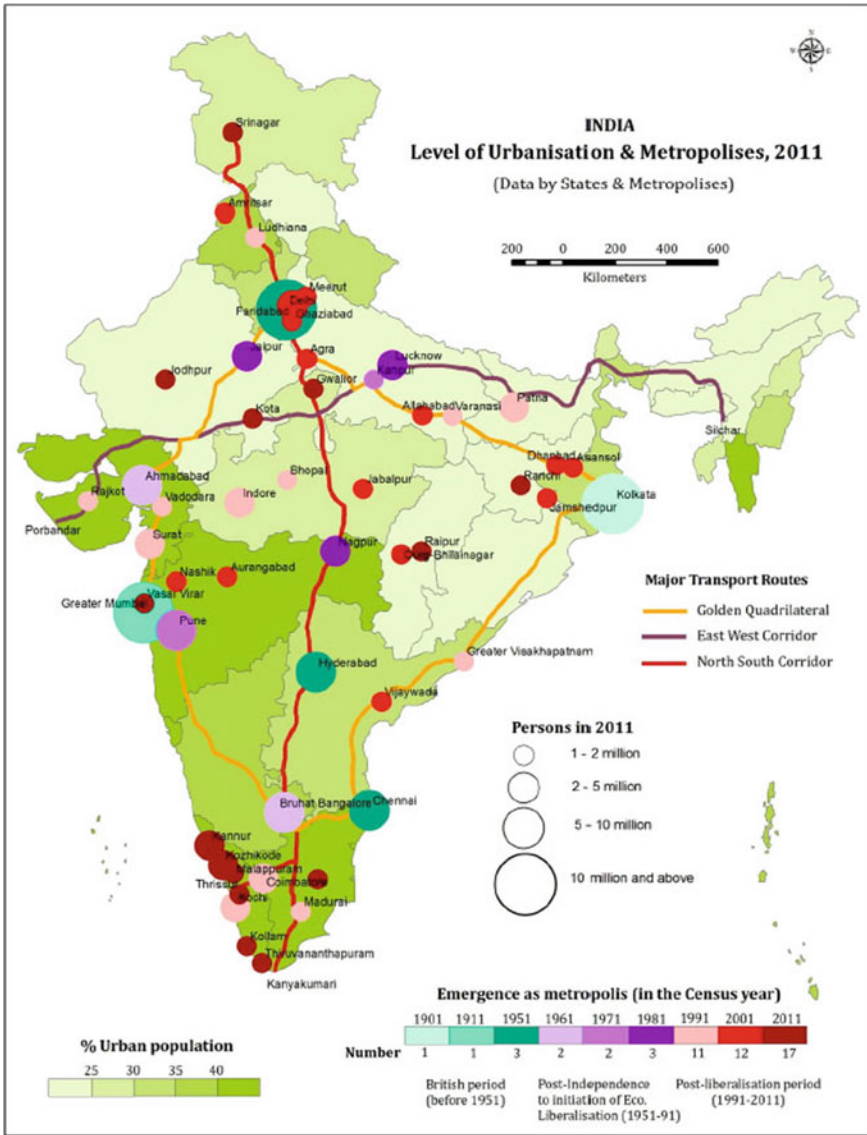 N
W
E
S
INDIA
Level of Urbanisation & Metropolises, 2011
(Data by States & Metropolises)
200 0 200 400 600
Kilometers
Srinagar
Amritsar
Ludhiana
Meerut
Delhi
Faridabad
Ghaziabad
Jaipur
Agra
Lucknow
Kanpur
Jodhpur
Gwalior
Kota
Allahabad
Varanasi
Patna
Silchar
Dhanbad
Asansol
Ranchi
Jamshedpur
Kolkata
Ahmadabad
Rajkot
Vadodara
Bhopal
Indore
Jabalpur
Porbandar
Surat
Nagpur
Raipur
Durg-Bhilainagar
Nashik
Aurangabad
Vasai Virar
Greater Mumbai
Pune
Major Transport Routes
Golden Quadrilateral
East West Corridor
North South Corridor
Greater Visakhapatnam
Hyderabad
Vijaywada
Persons in 2011
1 - 2 million
2 - 5 million
5 - 10 million
10 million and above
Bruhat Bangalore
Chennai
Kannur
Kozhikode
Malappuram
Thrissur
Coimbatore
Kochi
Madurai
Kollam
Thiruvananthapuram
Kanyakumari
% Urban population
25 30 35 40
Emergence as metropolis (in the Census year)
1901 1911 1951 1961 1971 1981 1991 2001 2011
Number 1 1 3 2 2 3 11 12 17
British period
(before 1951)
Post-Independence
to initiation of Eco.
Liberalisation (1951-91)
Post-liberalisation period
(1991-2011)